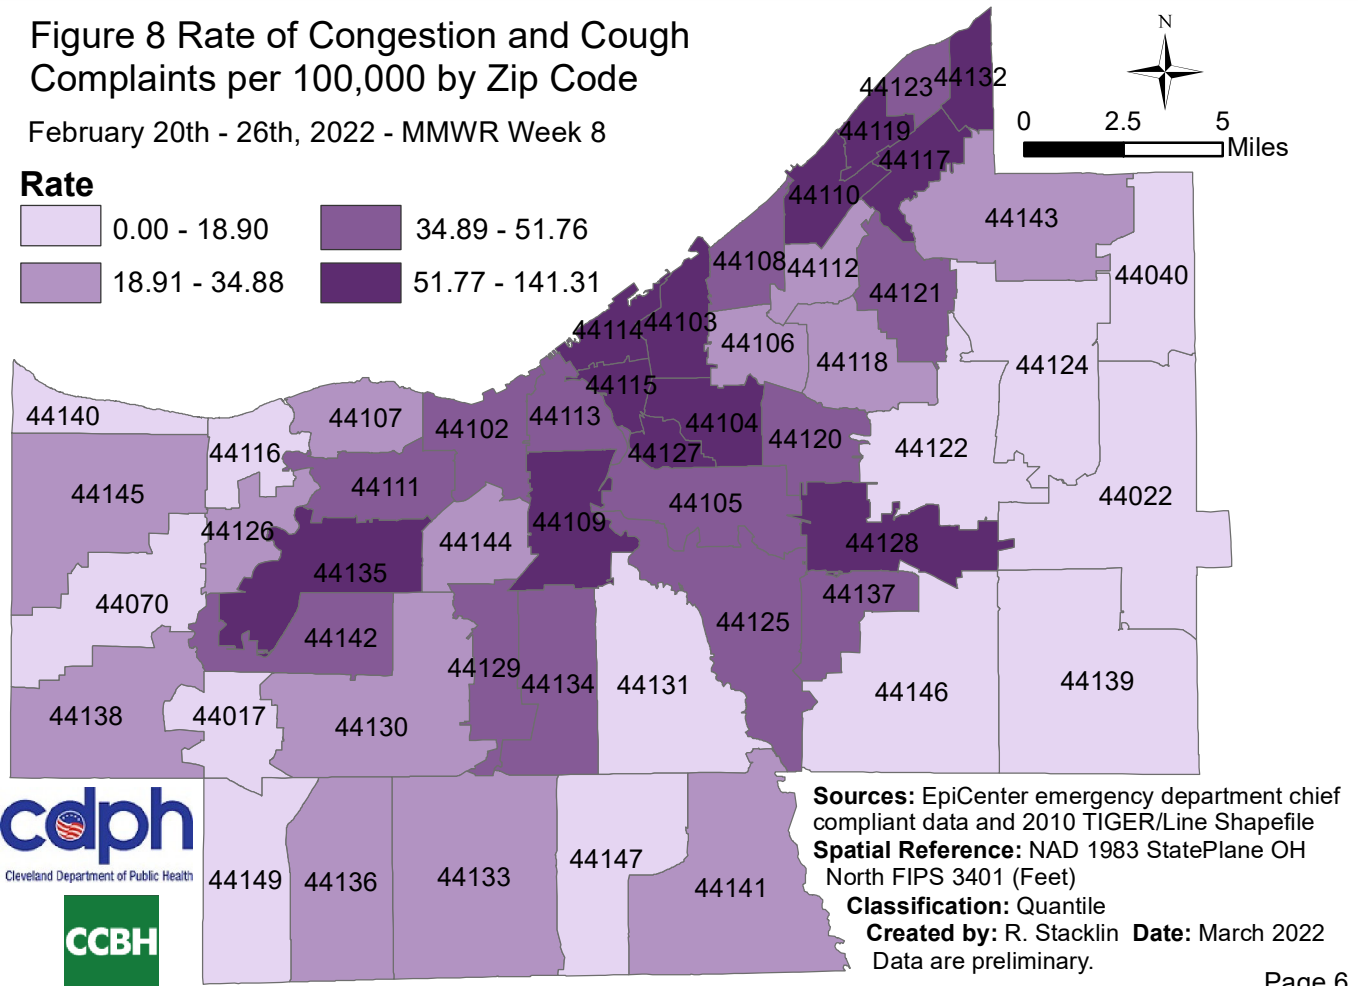 Figure 8 Rate of Congestion and Cough
Complaints per 100,000 by Zip Code
February 20th - 26th, 2022 - MMWR Week 8
Rate
0.00 - 18.90
34.89 - 51.76
18.91 - 34.88
51.77 - 141.31
N
0 2.5 5
Miles
44132
44123
44119
44117
44110
44143
44108
44112
44040
44121
44114
44103
44106
44118
44124
44115
44140
44107
44102
44113
44104
44120
44116
44127
44122
44145
44111
44105
44022
44126
44109
44144
44128
44135
44070
44137
44142
44125
44129
44134
44131
44139
44146
44138
44017
44130
44149
44136
44133
44147
44141
cdph
Cleveland Department of Public Health
CCBH
Sources: EpiCenter emergency department chief
compliant data and 2010 TIGER/Line Shapefile
Spatial Reference: NAD 1983 StatePlane OH
North FIPS 3401 (Feet)
Classification: Quantile
Created by: R. Stacklin Date: March 2022
Data are preliminary.
Page 6